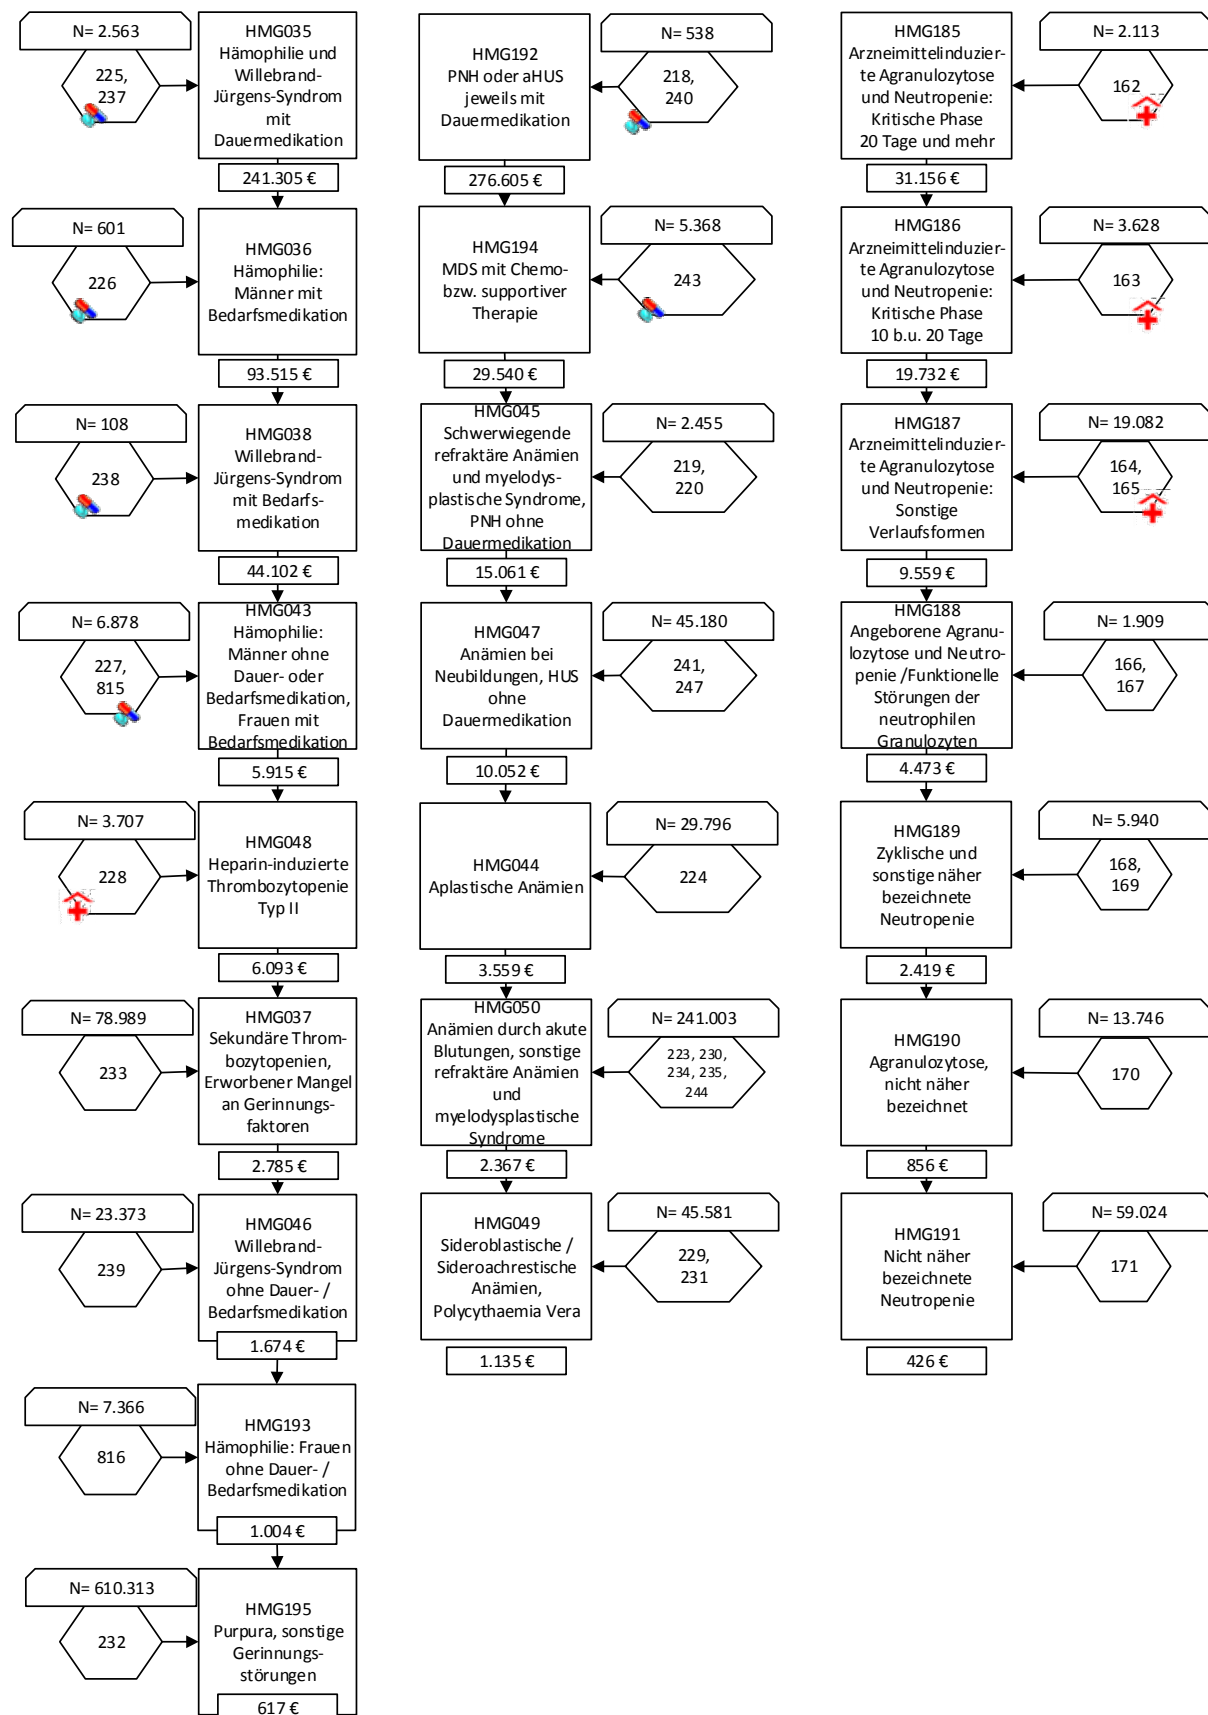 N= 2.563
225,
237
HMG035
Hämophilie und
Willebrand-
Jürgens-Syndrom
mit
Dauermedikation
241.305 €
N= 601
226
HMG036
Hämophilie:
Männer mit
Bedarfsmedikation
93.515 €
N= 108
238
HMG038
Willebrand-
Jürgens-Syndrom
mit Bedarfs-
medikation
44.102 €
N= 6.878
227,
815
HMG043
Hämophilie:
Männer ohne
Dauer- oder
Bedarfsmedikation,
Frauen mit
Bedarfsmedikation
5.915 €
N= 3.707
228
HMG048
Heparin-induzierte
Thrombozytopenie
Typ II
6.093 €
N= 78.989
233
HMG037
Sekundäre Throm-
bozytopenien,
Erworbener Mangel
an Gerinnungs-
faktoren
2.785 €
N= 23.373
239
HMG046
Willebrand-
Jürgens-Syndrom
ohne Dauer- /
Bedarfsmedikation
1.674 €
N= 7.366
816
HMG193
Hämophilie: Frauen
ohne Dauer- /
Bedarfsmedikation
1.004 €
N= 610.313
232
HMG195
Purpura, sonstige
Gerinnungs-
störungen
617 €
HMG192
PNH oder aHUS
jeweils mit
Dauermedikation
N= 538
218,
240
276.605 €
HMG194
MDS mit Chemo-
bzw. supportiver
Therapie
N= 5.368
243
29.540 €
HMG045
Schwerwiegende
refraktäre Anämien
und myelodys-
plastische Syndrome,
PNH ohne
Dauermedikation
N= 2.455
219,
220
15.061 €
HMG047
Anämien bei
Neubildungen, HUS
ohne
Dauermedikation
N= 45.180
241,
247
10.052 €
HMG044
Aplastische Anämien
N= 29.796
224
3.559 €
HMG050
Anämien durch akute
Blutungen, sonstige
refraktäre Anämien
und
myelodysplastische
Syndrome
N= 241.003
223, 230,
234, 235,
244
2.367 €
HMG049
Sideroblastische /
Sideroachrestische
Anämien,
Polycythaemia Vera
N= 45.581
229,
231
1.135 €
HMG185
Arzneimittelinduzier-
te Agranulozytose
und Neutropenie:
Kritische Phase
20 Tage und mehr
N= 2.113
162
31.156 €
HMG186
Arzneimittelinduzier-
te Agranulozytose
und Neutropenie:
Kritische Phase
10 b.u. 20 Tage
N= 3.628
163
19.732 €
HMG187
Arzneimittelinduzier-
te Agranulozytose
und Neutropenie:
Sonstige
Verlaufsformen
N= 19.082
164,
165
9.559 €
HMG188
Angeborene Agranu-
lozytose und Neutro-
penie /Funktionelle
Störungen der
neutrophilen
Granulozyten
N= 1.909
166,
167
4.473 €
HMG189
Zyklische und
sonstige näher
bezeichnete
Neutropenie
N= 5.940
168,
169
2.419 €
HMG190
Agranulozytose,
nicht näher
bezeichnet
N= 13.746
170
856 €
HMG191
Nicht näher
bezeichnete
Neutropenie
N= 59.024
171
426 €